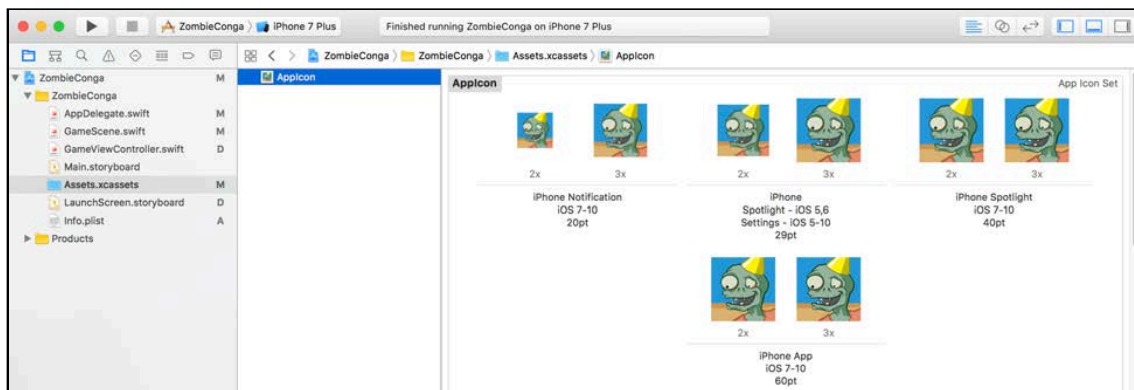 ZombieConga
iPhone 7 Plus
Finished running ZombieConga on iPhone 7 Plus
ZombieConga
ZombieConga
Assets.xcassets
AppIcon
ZombieConga M
ZombieConga
AppDelegate.swift M
GameScene.swift M
GameViewController.swift D
Main.storyboard
Assets.xcassets M
LaunchScreen.storyboard D
Info.plist A
Products
AppIcon
AppIcon
App Icon Set
2x 3x
iPhone Notification
iOS 7-10
20pt
2x 3x
iPhone
Spotlight - iOS 5,6
Settings - iOS 5-10
29pt
2x 3x
iPhone Spotlight
iOS 7-10
40pt
2x 3x
iPhone App
iOS 7-10
60pt